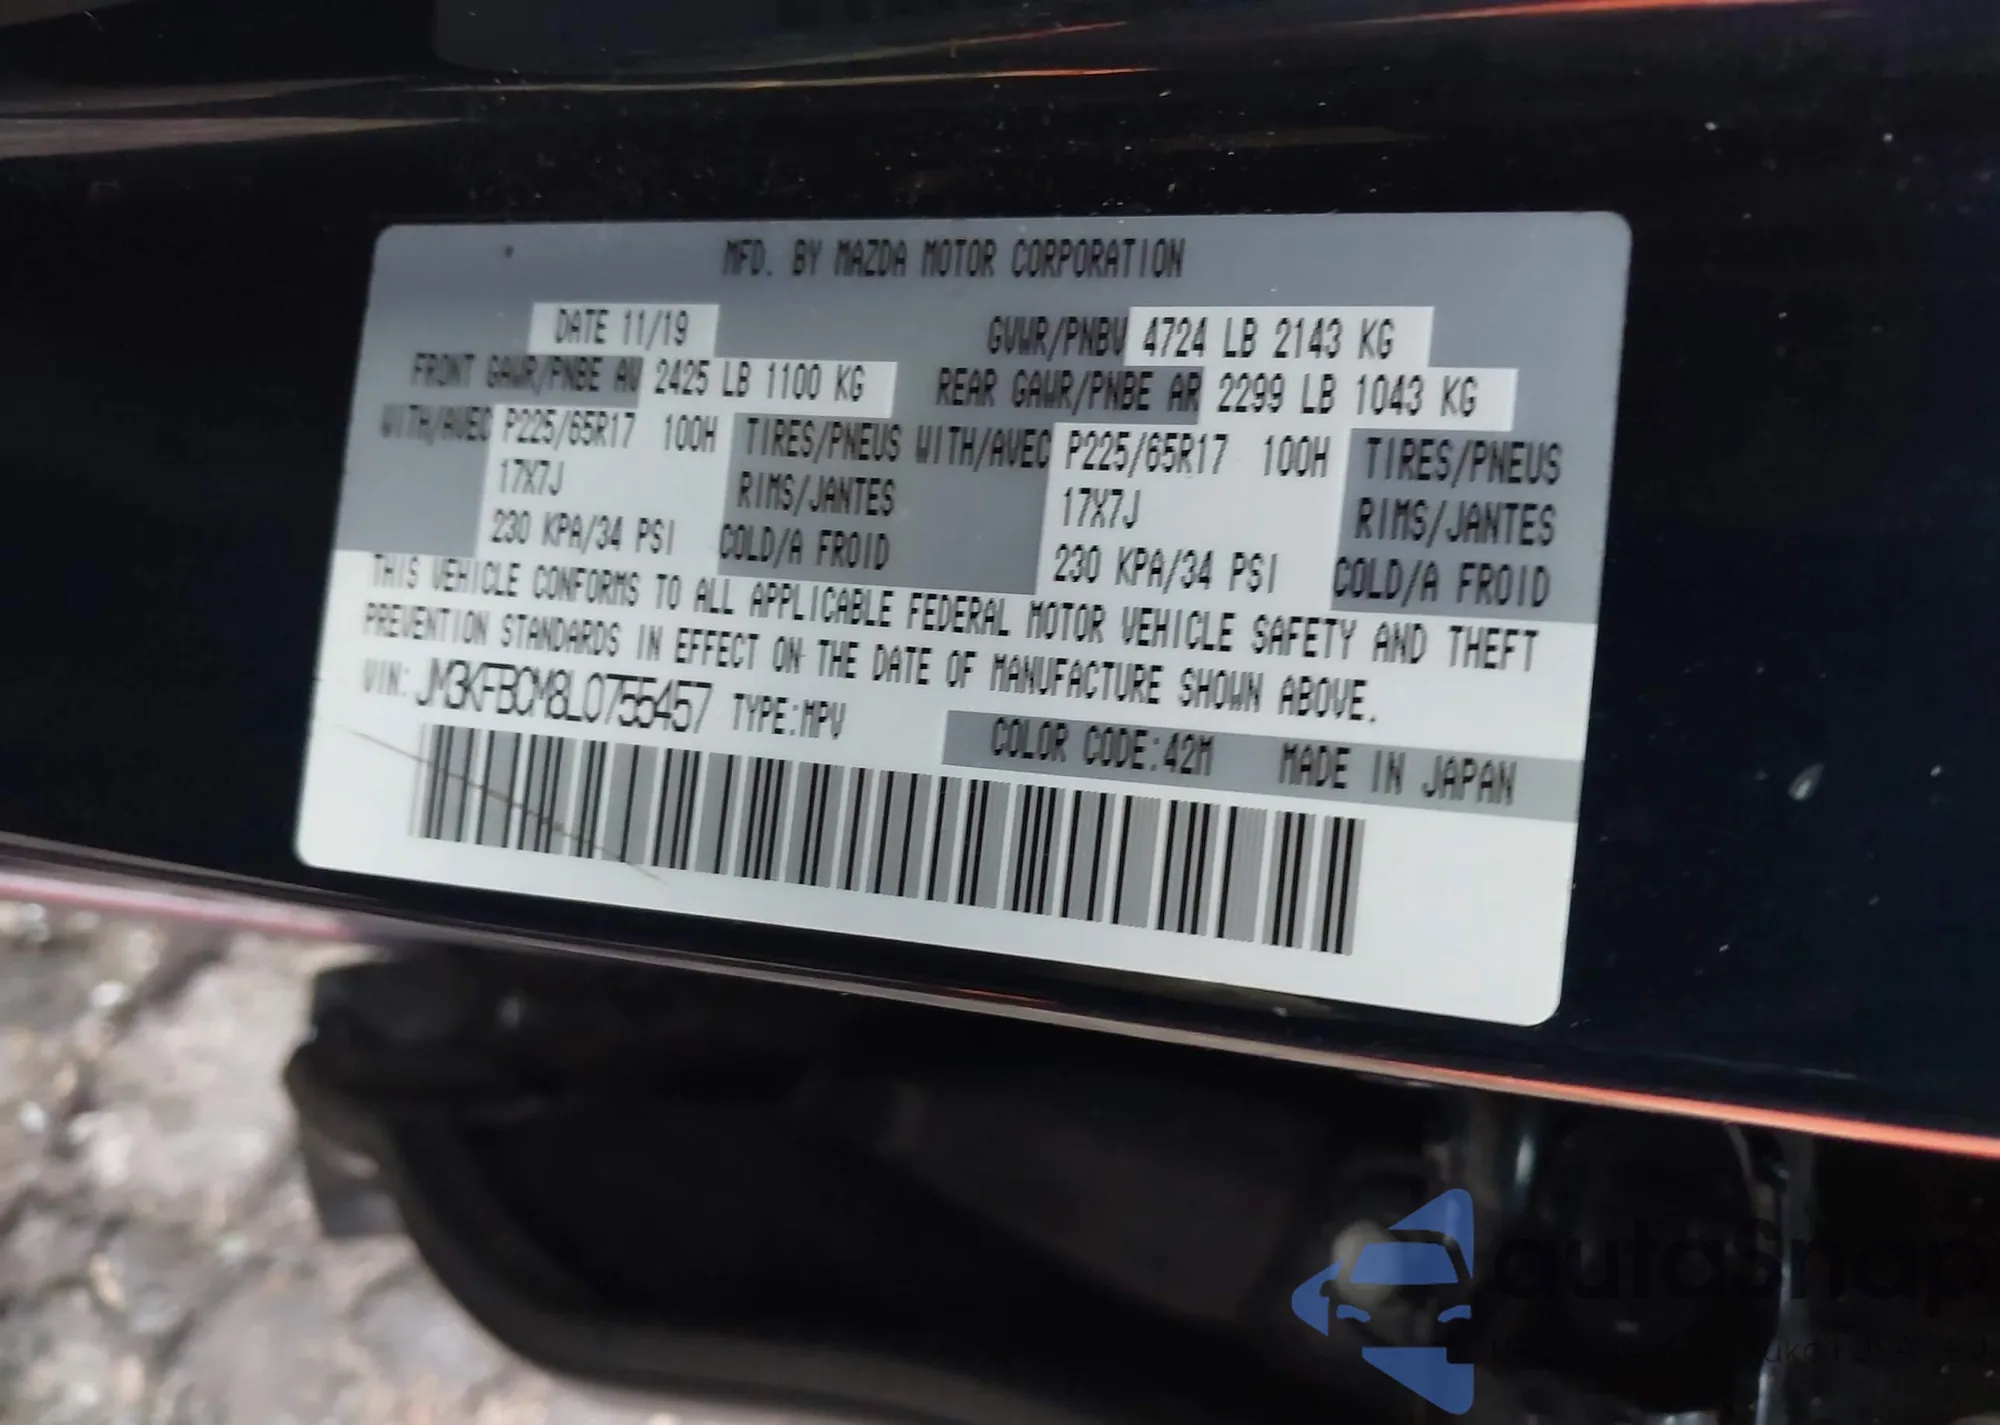 MFD. BY MAZDA MOTOR CORPORATION
DATE 11/19 GVWR/PNBV 4724 LB 2143 KG
FRONT GAWR/PNBE AV 2425 LB 1100 KG REAR GAWR/PNBE AR 2299 LB 1043 KG
WITH/AVEC P225/65R17 100H TIRES/PNEUS WITH/AVEC P225/65R17 100H TIRES/PNEUS
17X7J RIMS/JANTES 17X7J RIMS/JANTES
230 KPA/34 PSI COLD/A FROID 230 KPA/34 PSI COLD/A FROID
THIS VEHICLE CONFORMS TO ALL APPLICABLE FEDERAL MOTOR VEHICLE SAFETY AND THEFT
PREVENTION STANDARDS IN EFFECT ON THE DATE OF MANUFACTURE SHOWN ABOVE.
VIN: JM3KFBCM8L0755457 TYPE:MPV
COLOR CODE:42M MADE IN JAPAN
autoSnap